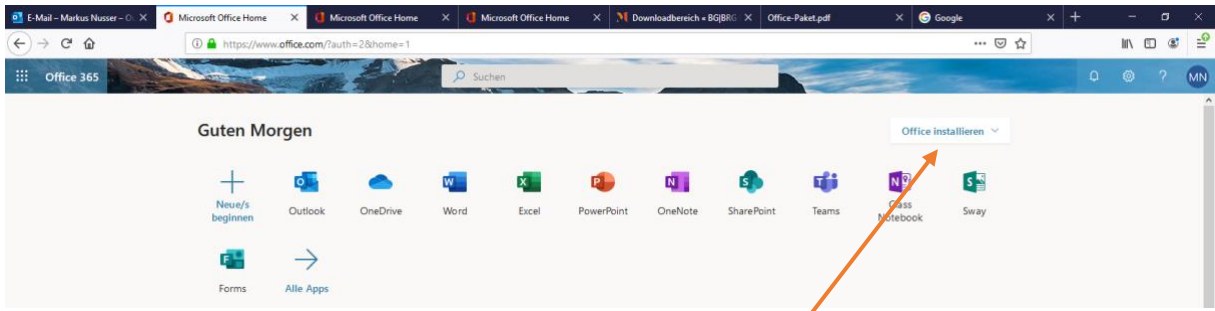 E-Mail – Markus Nusser – O
Microsoft Office Home
Microsoft Office Home
Microsoft Office Home
Downloadbereich « BG|BRG
Office-Paket.pdf
Google
https://www.office.com/?auth=2&home=1
Office 365
Suchen
MN
Guten Morgen
Office installieren
Neue/s beginnen
Outlook
OneDrive
Word
Excel
PowerPoint
OneNote
SharePoint
Teams
Class Notebook
Sway
Forms
Alle Apps